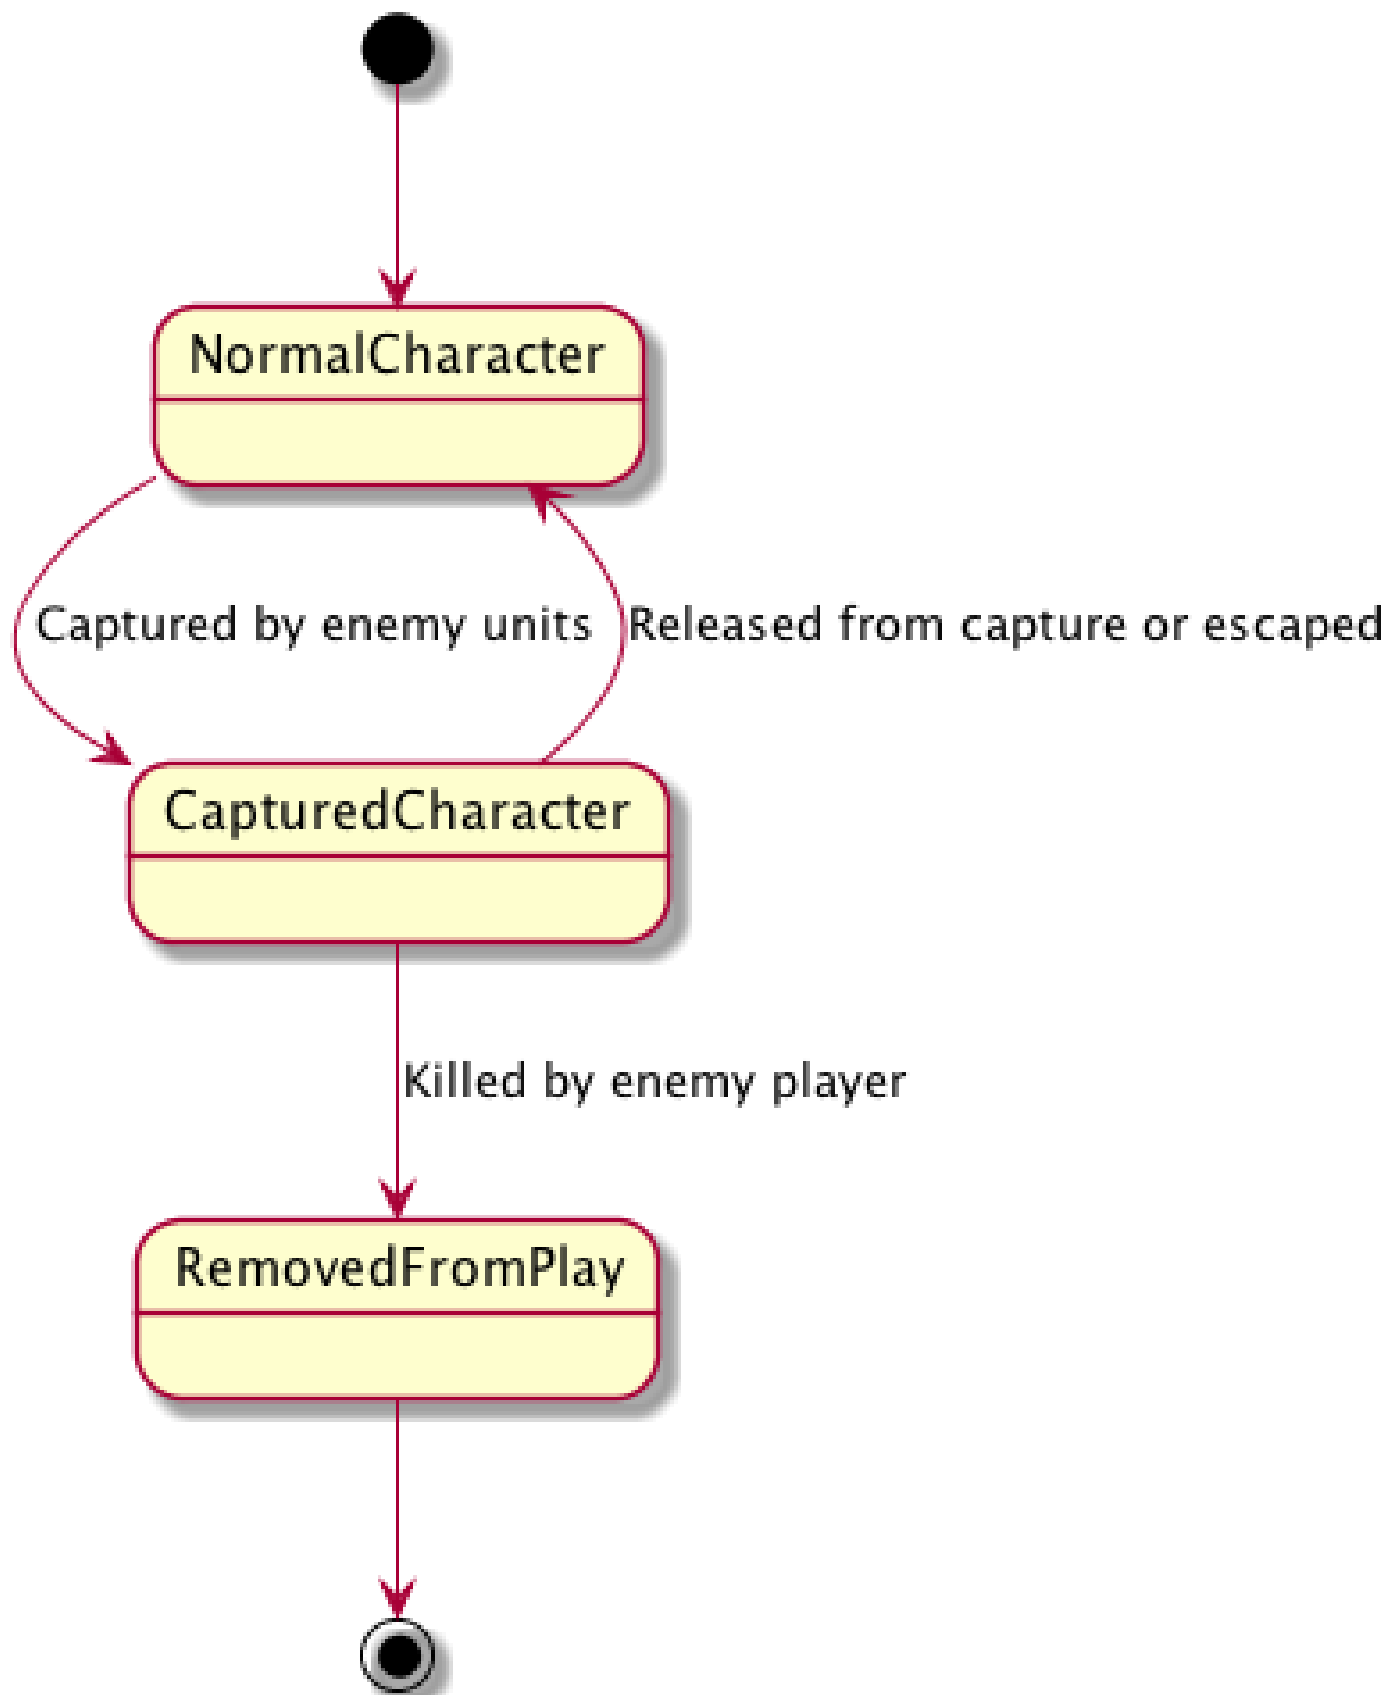 NormalCharacter
Captured by enemy units
Released from capture or escaped
CapturedCharacter
Killed by enemy player
RemovedFromPlay